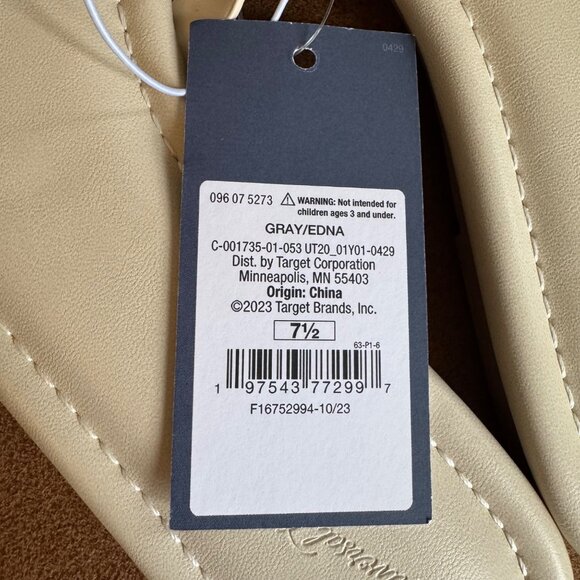 0429
096 07 5273 ⚠ WARNING: Not intended for
children ages 3 and under.
GRAY/EDNA
C-001735-01-053 UT20_01Y01-0429
Dist. by Target Corporation
Minneapolis, MN 55403
Origin: China
©2023 Target Brands, Inc.
7½
63-P1-6
1 97543 77299 7
F16752994-10/23